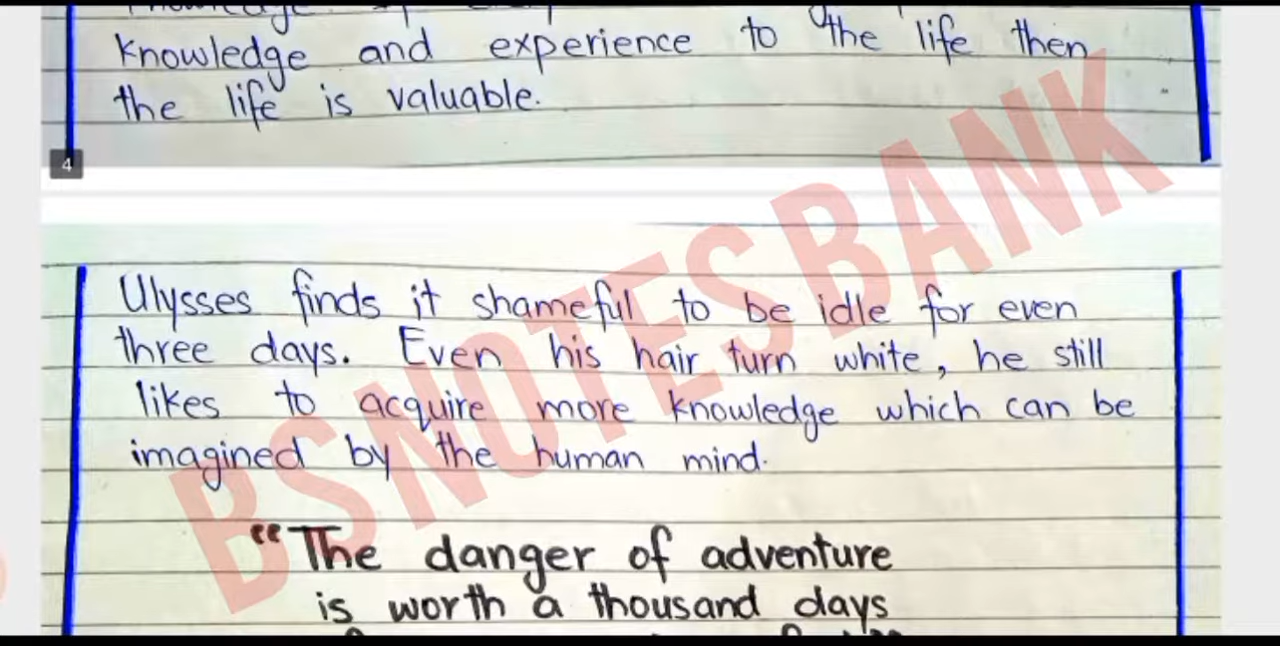 knowledge and experience to the life then
the life is valuable.
4
Ulysses finds it shameful to be idle for even
three days. Even his hair turn white, he still
likes to acquire more knowledge which can be
imagined by the human mind.
"The danger of adventure
is worth a thousand days
BSNOTESBANK